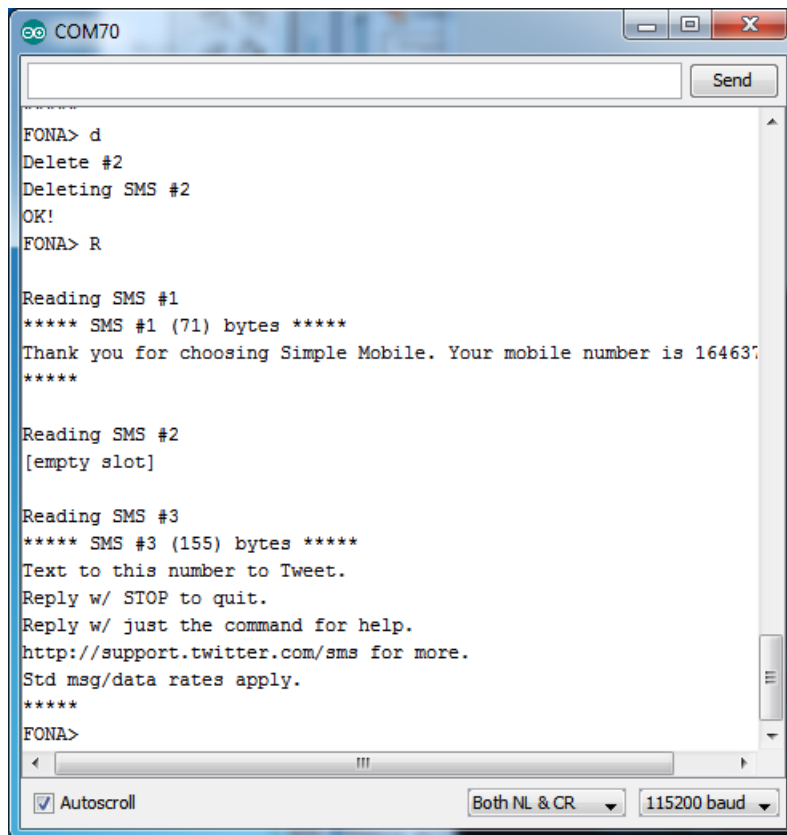 COM70
Send
FONA> d
Delete #2
Deleting SMS #2
OK!
FONA> R
Reading SMS #1
***** SMS #1 (71) bytes *****
Thank you for choosing Simple Mobile. Your mobile number is 164637
*****
Reading SMS #2
[empty slot]
Reading SMS #3
***** SMS #3 (155) bytes *****
Text to this number to Tweet.
Reply w/ STOP to quit.
Reply w/ just the command for help.
http://support.twitter.com/sms for more.
Std msg/data rates apply.
*****
FONA>
Autoscroll
Both NL & CR
115200 baud